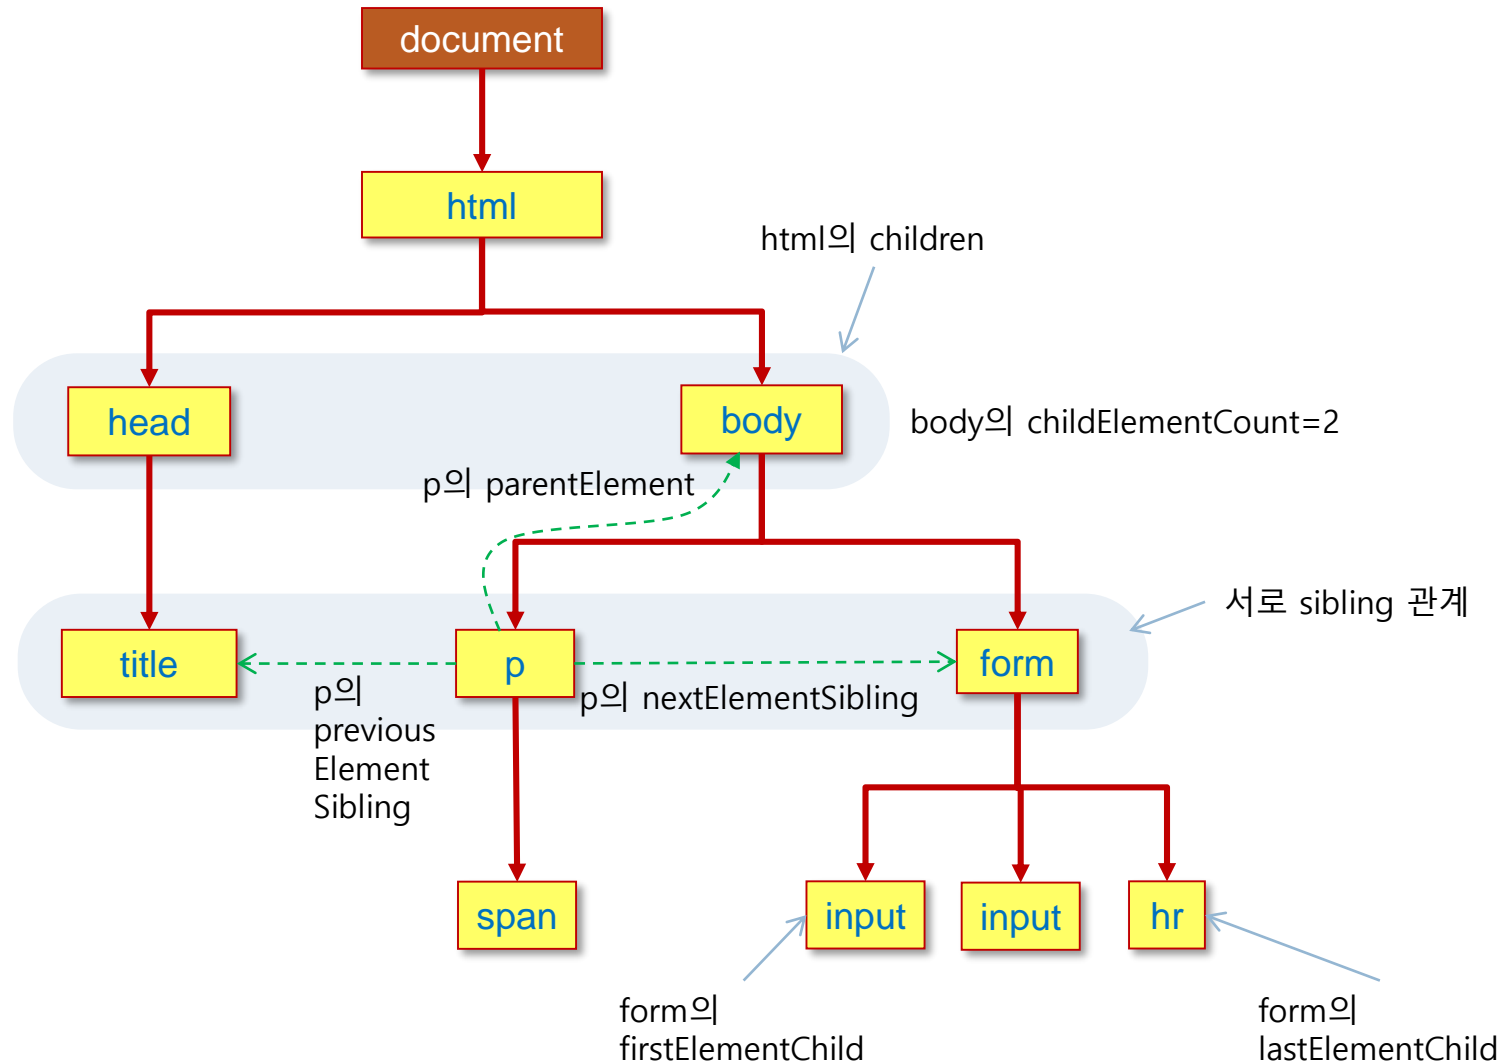 document
html
html의 children
head
body
body의 childElementCount=2
p의 parentElement
서로 sibling 관계
title
p
form
p의
previous
Element
Sibling
p의 nextElementSibling
span
input
input
hr
form의
firstElementChild
form의
lastElementChild